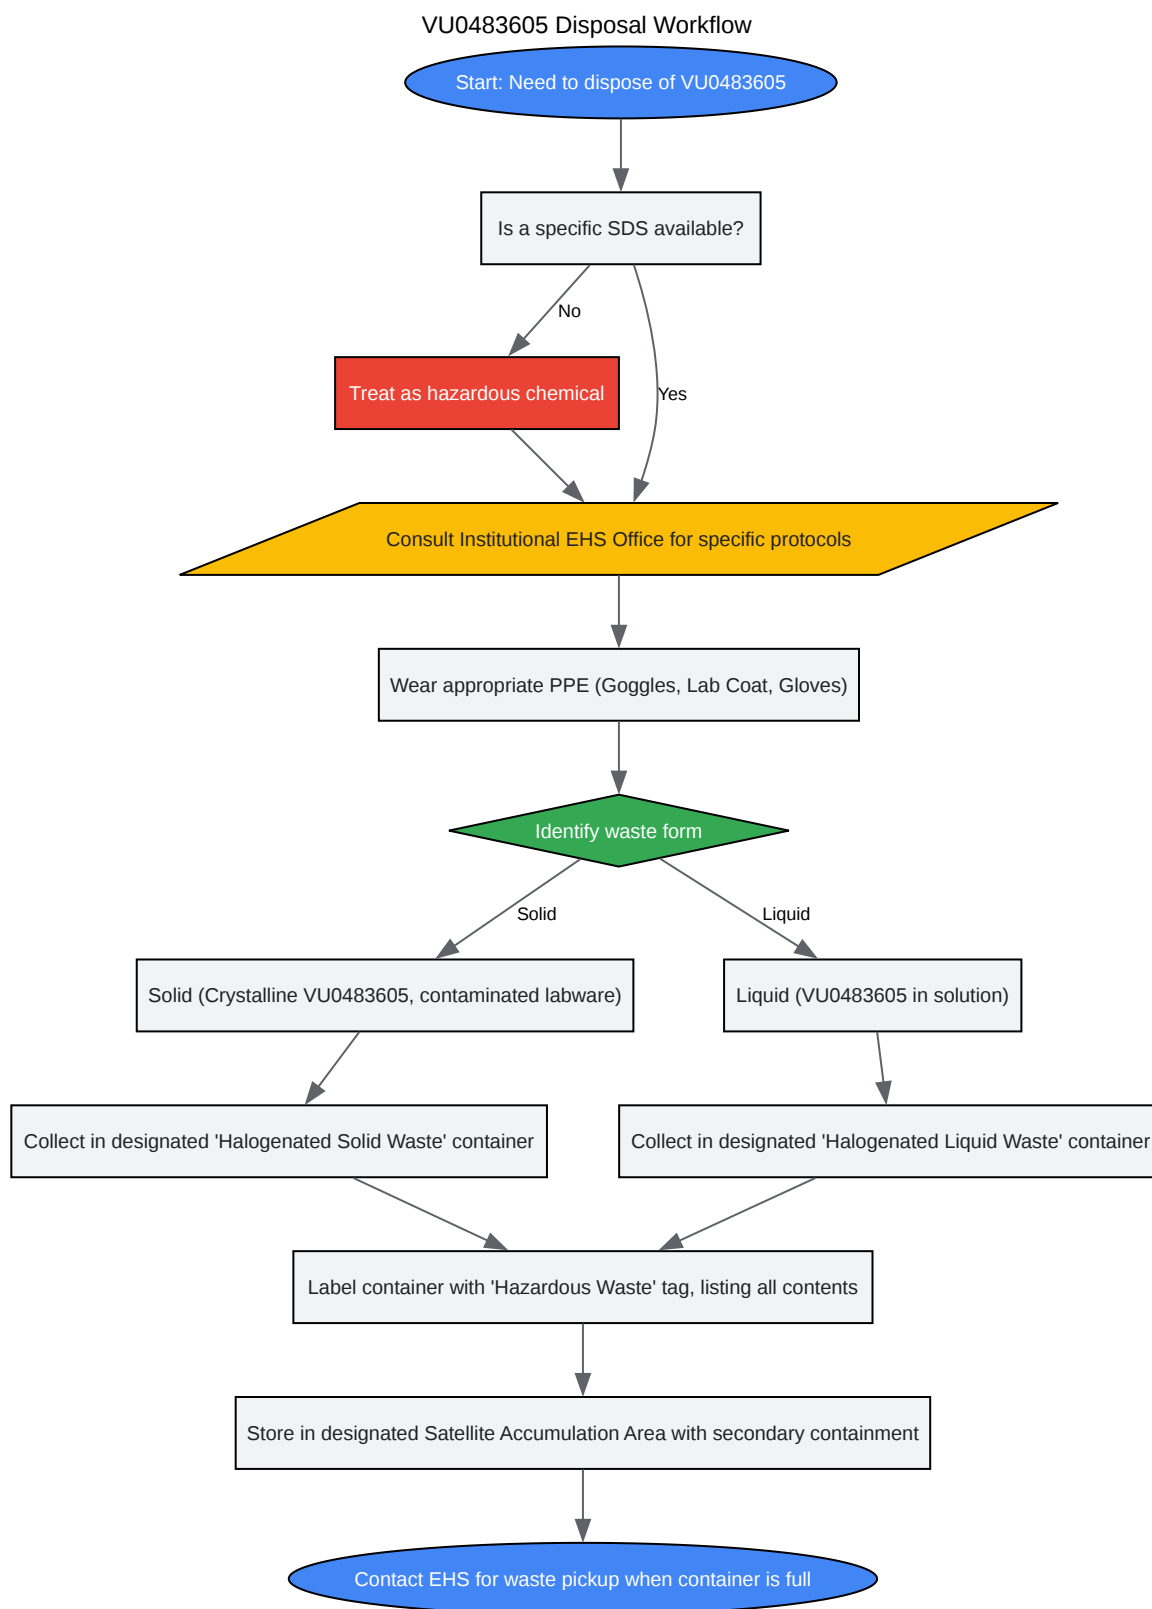 VU0483605 Disposal Workflow
Start: Need to dispose of VU0483605
Is a specific SDS available?
No
Treat as hazardous chemical
Yes
Consult Institutional EHS Office for specific protocols
Wear appropriate PPE (Goggles, Lab Coat, Gloves)
Identify waste form
Solid
Liquid
Solid (Crystalline VU0483605, contaminated labware)
Liquid (VU0483605 in solution)
Collect in designated 'Halogenated Solid Waste' container
Collect in designated 'Halogenated Liquid Waste' container
Label container with 'Hazardous Waste' tag, listing all contents
Store in designated Satellite Accumulation Area with secondary containment
Contact EHS for waste pickup when container is full